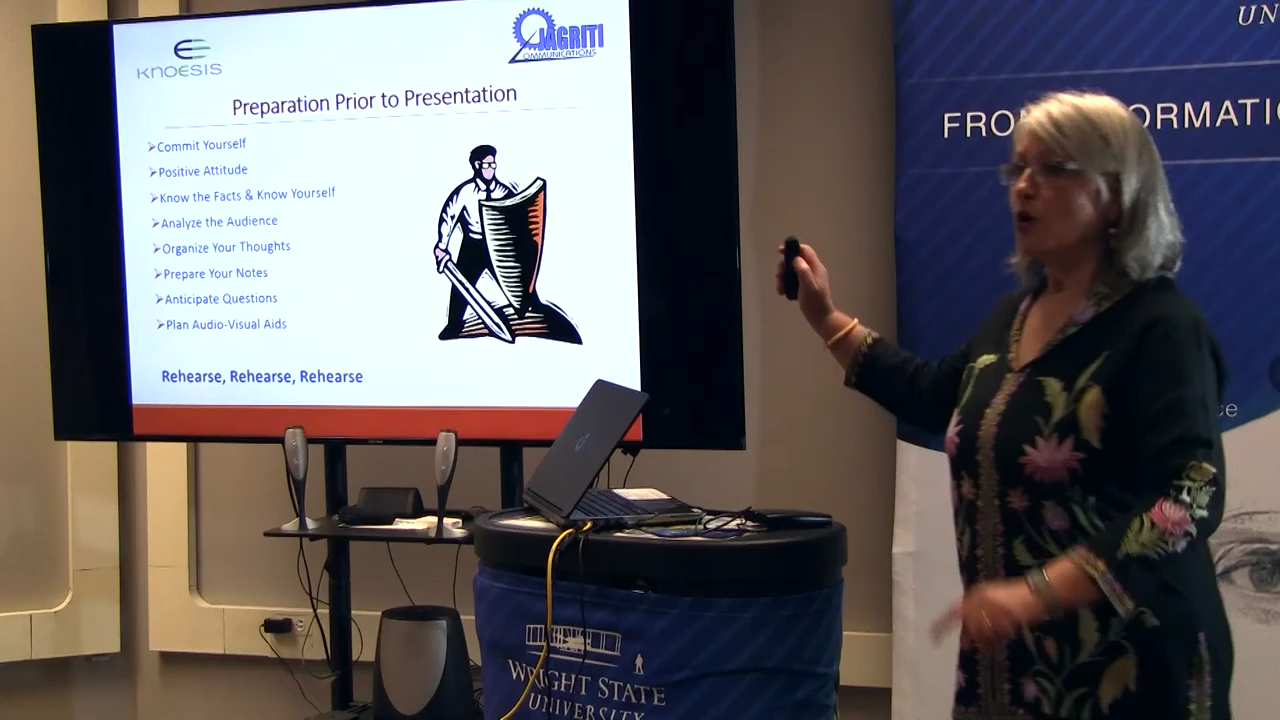 KNOESIS
JAGRITI
COMMUNICATIONS
Preparation Prior to Presentation
➢Commit Yourself
➢Positive Attitude
➢Know the Facts & Know Yourself
➢Analyze the Audience
➢Organize Your Thoughts
➢Prepare Your Notes
➢Anticipate Questions
➢Plan Audio-Visual Aids
Rehearse, Rehearse, Rehearse
UN
FRO ORMATI
ce
WRIGHT STATE
UNIVERSITY